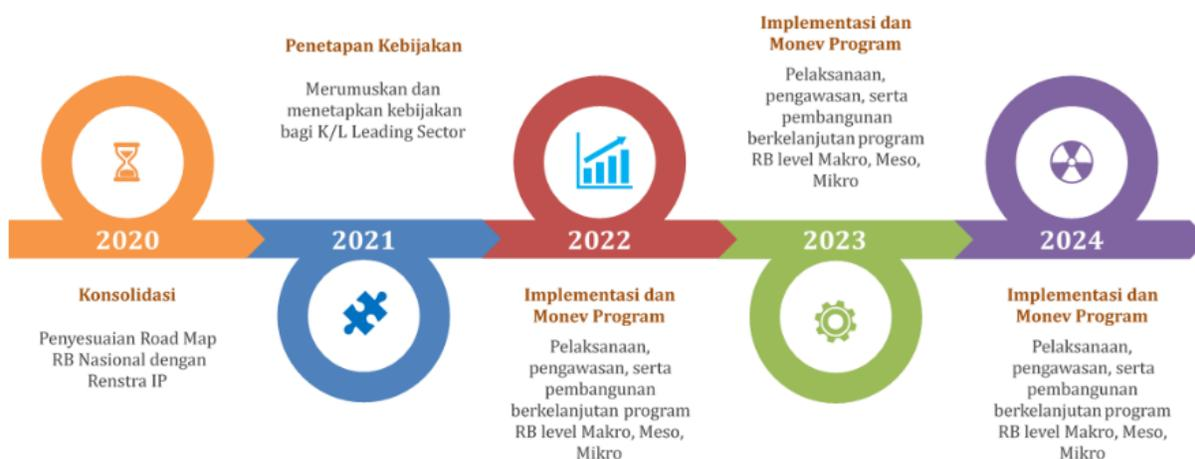 2020
Konsolidasi
Penyesuaian Road Map
RB Nasional dengan
Renstra IP
Penetapan Kebijakan
Merumuskan dan
menetapkan kebijakan
bagi K/L Leading Sector
2021
2022
Implementasi dan
Monev Program
Pelaksanaan,
pengawasan, serta
pembangunan
berkelanjutan program
RB level Makro, Meso,
Mikro
Implementasi dan
Monev Program
Pelaksanaan,
pengawasan, serta
pembangunan
berkelanjutan program
RB level Makro, Meso,
Mikro
2023
2024
Implementasi dan
Monev Program
Pelaksanaan,
pengawasan, serta
pembangunan
berkelanjutan program
RB level Makro, Meso,
Mikro